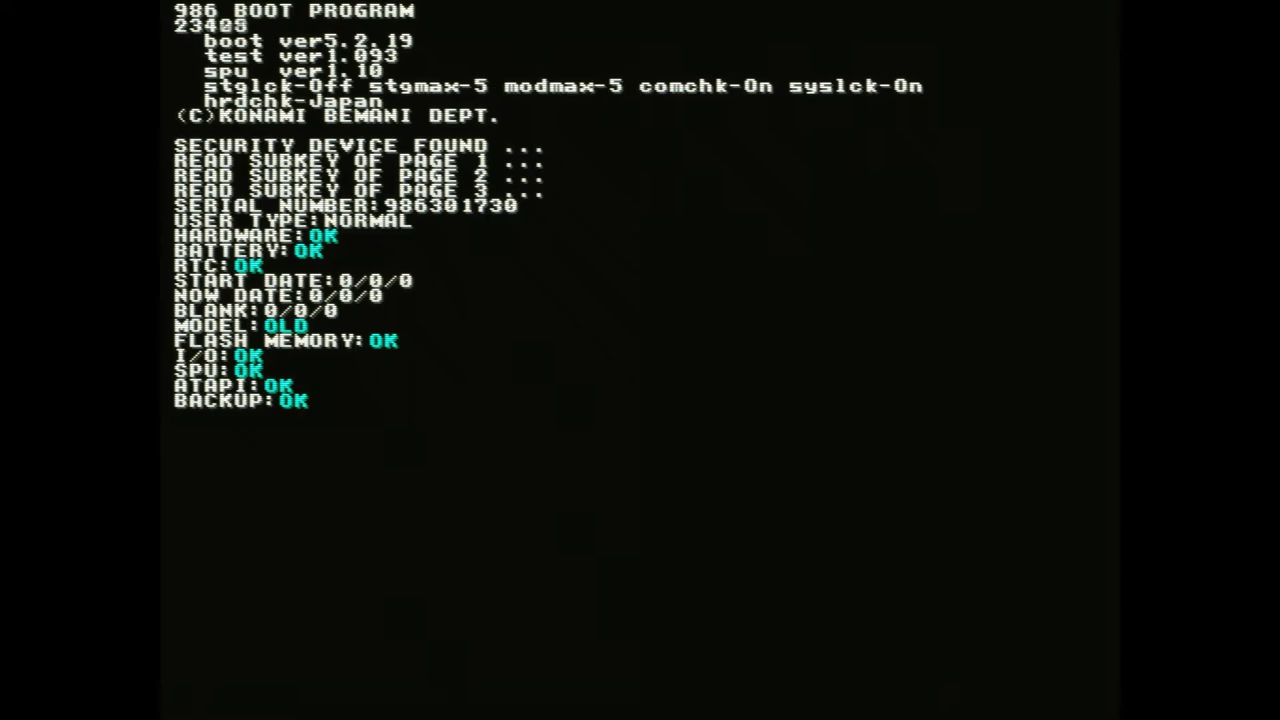 986 BOOT PROGRAM
boot ver5.2.19
test ver1.093
spu ver1.10
stglck-Off stgmax-5 modmax-5 comchk-On syslck-On
hrdchk-Japan
(C)KONAMI BEMANI DEPT.
SECURITY DEVICE FOUND ...
READ SUBKEY OF PAGE 1 ...
READ SUBKEY OF PAGE 2 ...
READ SUBKEY OF PAGE 3 ...
SERIAL NUMBER:986301730
USER TYPE:NORMAL
HARDWARE:OK
BATTERY:OK
RTC:OK
START DATE:0/0/0
NOW DATE:0/0/0
BLANK:0/0/0
MODEL:OLD
FLASH MEMORY:OK
I/O:OK
SPU:OK
ATAPI:OK
BACKUP:OK